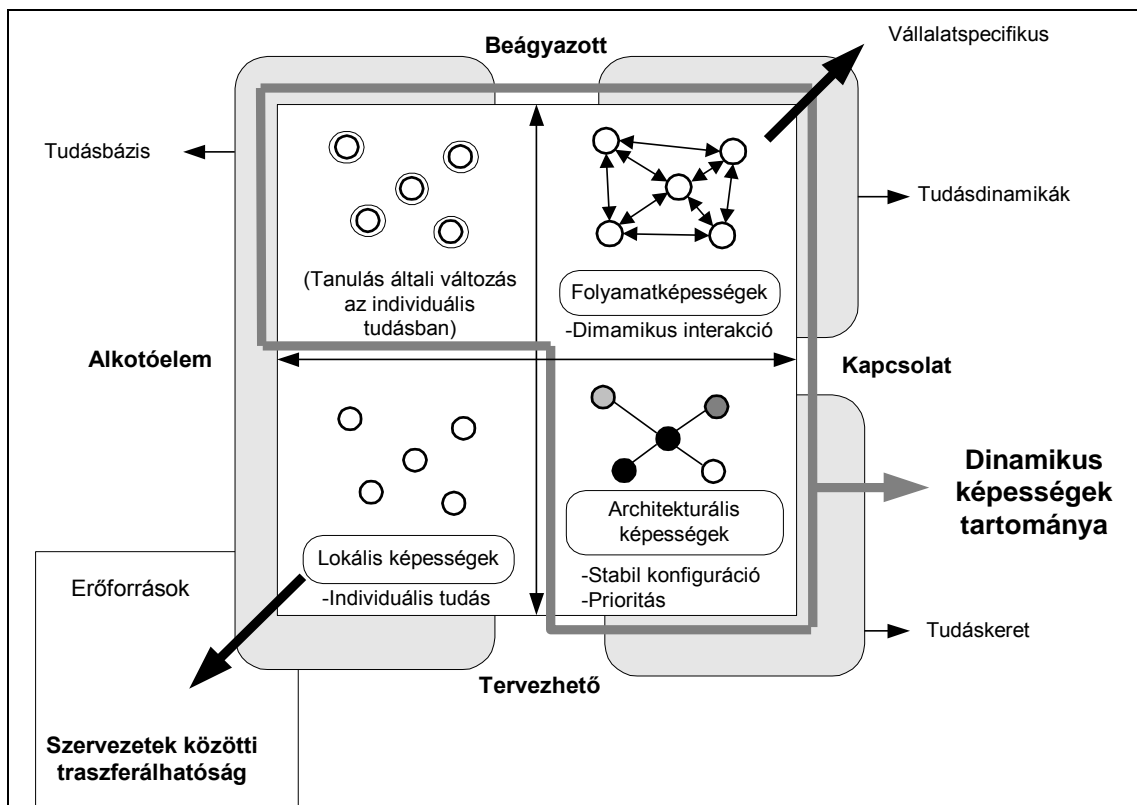 Beágyazott
Vállalatspecifikus
Tudásbázis
Tudásdinamikák
(Tanulás általi változás
az individuális
tudásban)
Folyamatképességek
-Dimamikus interakció
Alkotóelem
Kapcsolat
Dinamikus
képességek
tartománya
Architekturális
képességek
Lokális képességek
-Individuális tudás
-Stabil konfiguráció
-Prioritás
Erőforrások
Tudáskeret
Tervezhető
Szervezetek közötti
traszferálhatóság